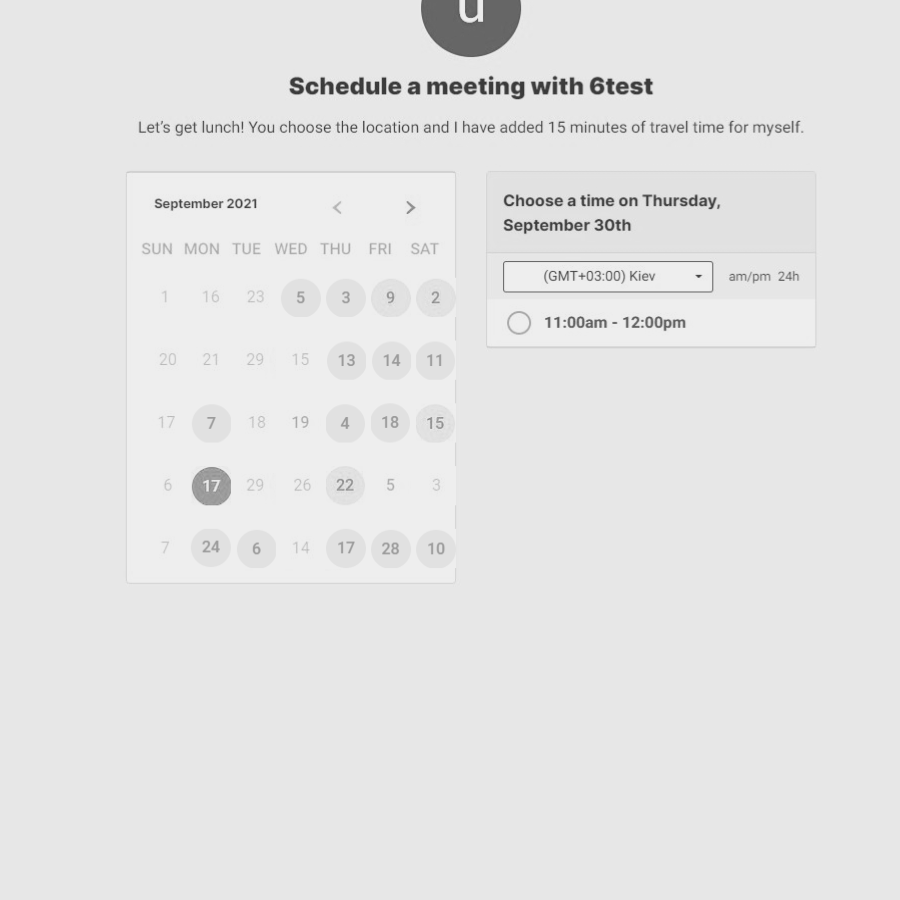 u
Schedule a meeting with 6test
Let's get lunch! You choose the location and I have added 15 minutes of travel time for myself.
September 2021
SUN MON TUE WED THU FRI SAT
1 16 23 5 3 9 2
20 21 29 15 13 14 11
17 7 18 19 4 18 15
6 17 29 26 22 5 3
7 24 6 14 17 28 10
Choose a time on Thursday,
September 30th
(GMT+03:00) Kiev am/pm 24h
11:00am - 12:00pm